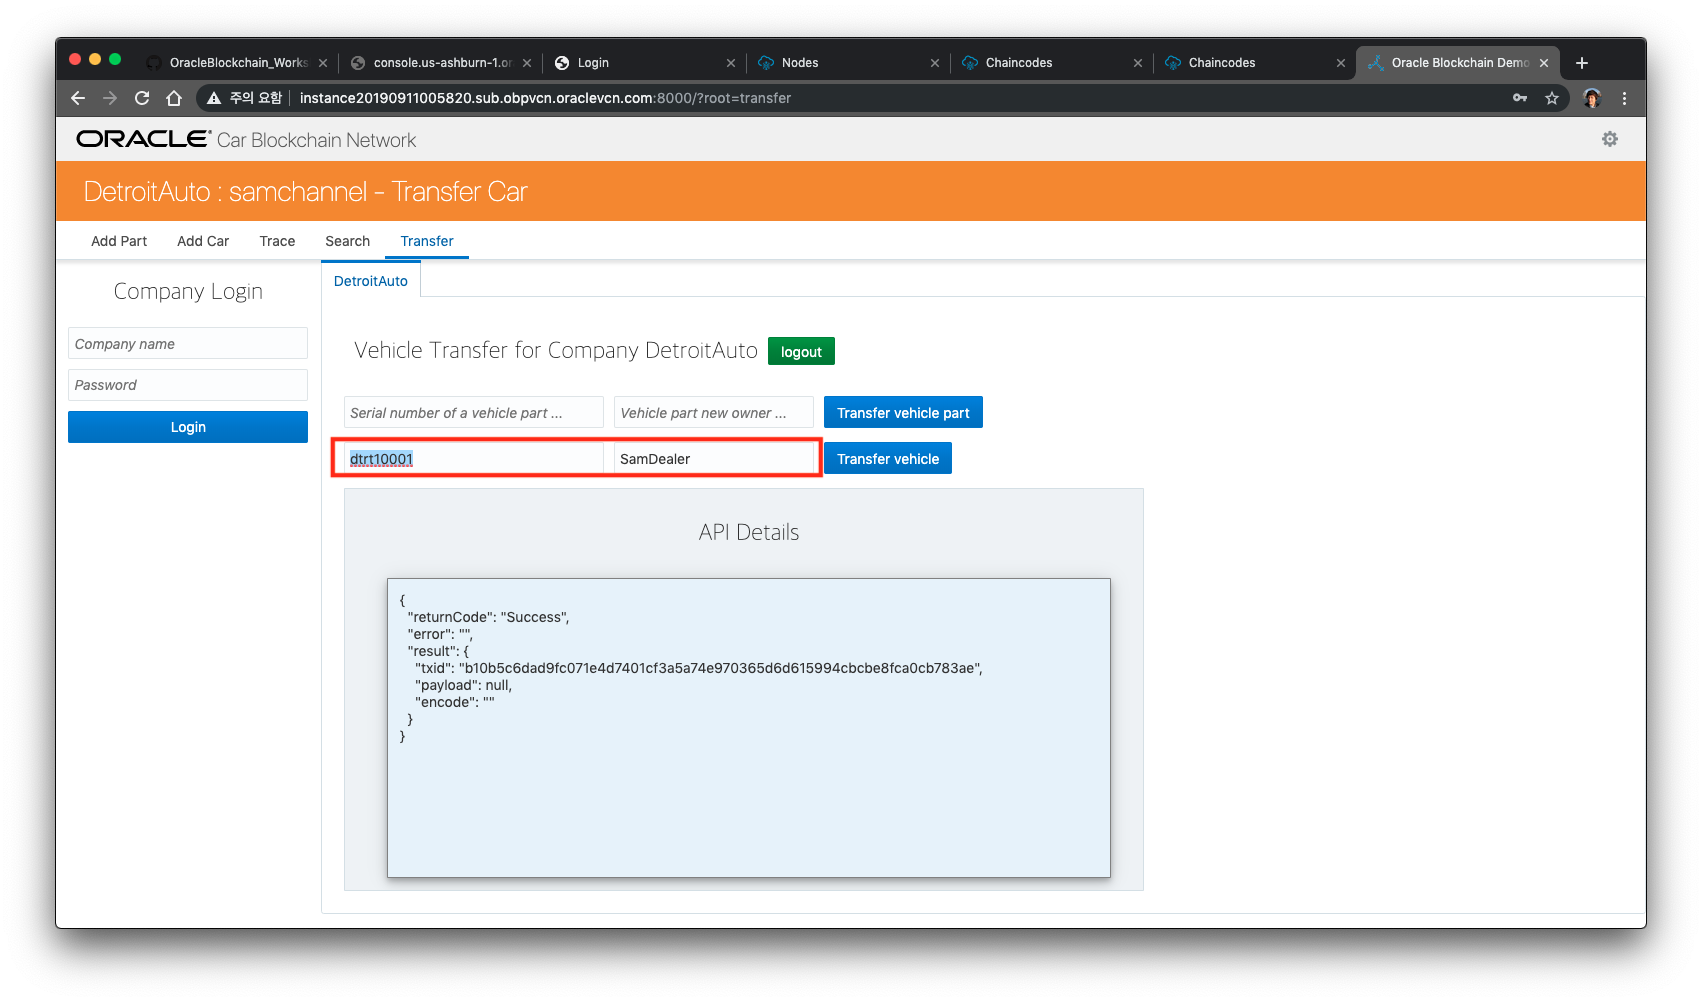 OracleBlockchain_Works
console.us-ashburn-1.or
Login
Nodes
Chaincodes
Chaincodes
Oracle Blockchain Demo
주의 요함
instance20190911005820.sub.obpvcn.oraclevcn.com:8000/?root=transfer
ORACLE Car Blockchain Network
DetroitAuto : samchannel - Transfer Car
Add Part
Add Car
Trace
Search
Transfer
Company Login
Company name
Password
Login
DetroitAuto
Vehicle Transfer for Company DetroitAuto
logout
Serial number of a vehicle part ...
Vehicle part new owner ...
Transfer vehicle part
dtrt10001
SamDealer
Transfer vehicle
API Details
{
"returnCode": "Success",
"error": "",
"result": {
"txid": "b10b5c6dad9fc071e4d7401cf3a5a74e970365d6d615994cbcbe8fca0cb783ae",
"payload": null,
"encode": ""
}
}